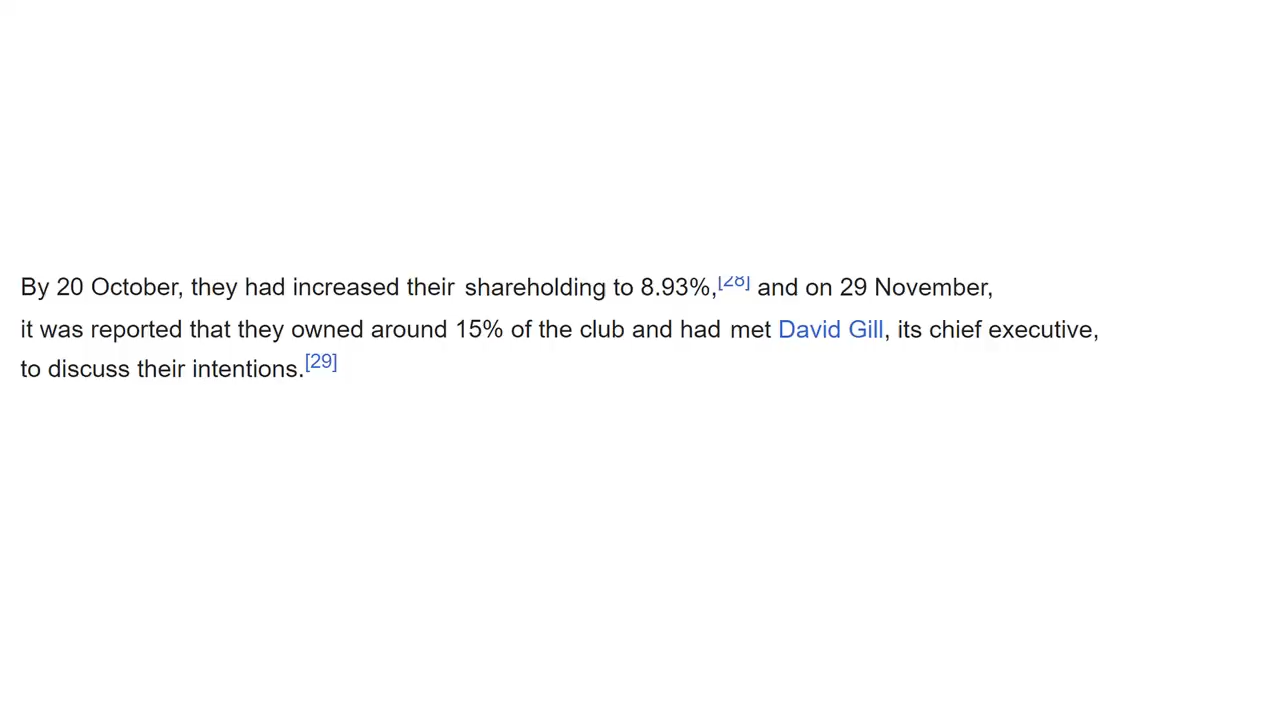 By 20 October, they had increased their shareholding to 8.93%,[28] and on 29 November,
it was reported that they owned around 15% of the club and had met David Gill, its chief executive,
to discuss their intentions.[29]